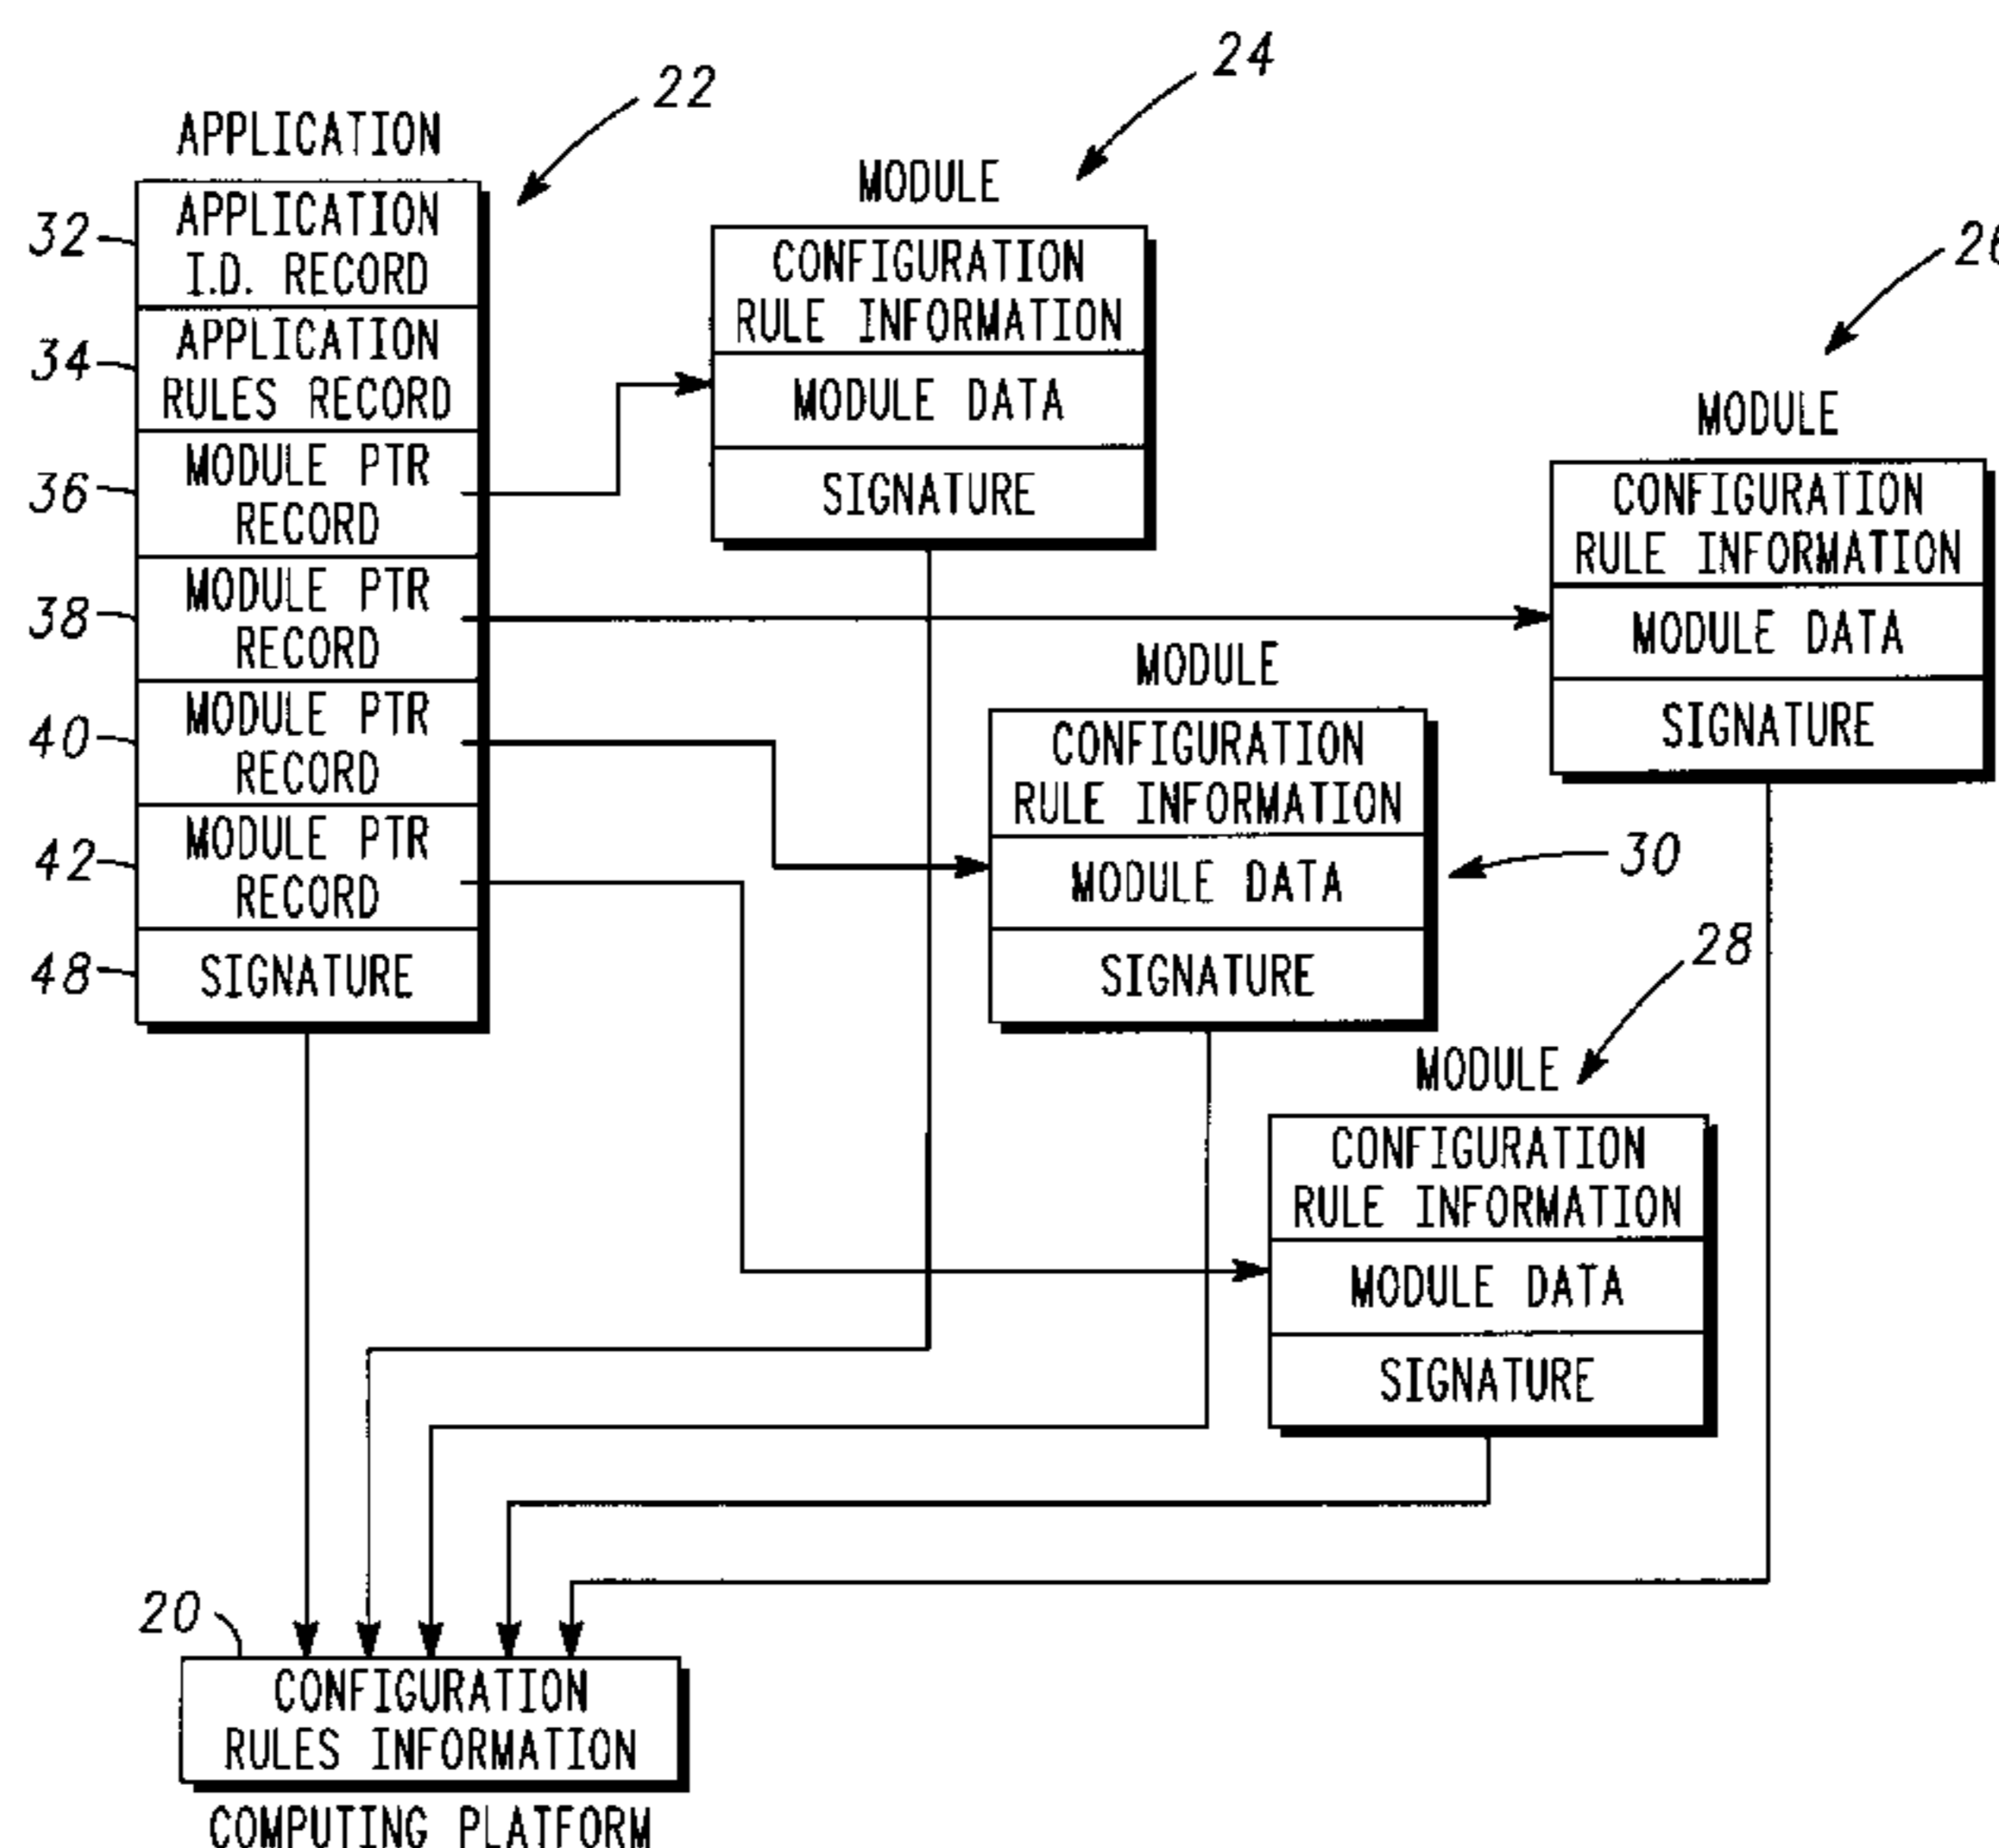 22
APPLICATION
32
APPLICATION
I.D. RECORD
34
APPLICATION
RULES RECORD
36
MODULE PTR
RECORD
38
MODULE PTR
RECORD
40
MODULE PTR
RECORD
42
MODULE PTR
RECORD
48
SIGNATURE
24
MODULE
CONFIGURATION
RULE INFORMATION
MODULE DATA
SIGNATURE
26
MODULE
CONFIGURATION
RULE INFORMATION
MODULE DATA
SIGNATURE
MODULE
CONFIGURATION
RULE INFORMATION
MODULE DATA
SIGNATURE
30
28
MODULE
CONFIGURATION
RULE INFORMATION
MODULE DATA
SIGNATURE
20
CONFIGURATION
RULES INFORMATION
COMPUTING PLATFORM